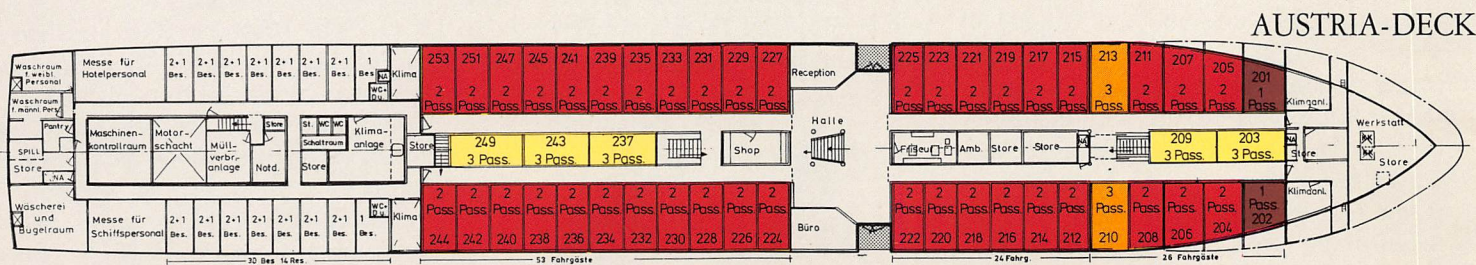 AUSTRIA-DECK
Waschraum
f. weibl.
Personal
Messe für
Hotelpersonal
2+1
Bes.
2+1
Bes.
2+1
Bes.
2+1
Bes.
2+1
Bes.
2+1
Bes.
2+1
Bes.
1
Bes
NA
WC+
Du.
Klima
253
2
Pass.
251
2
Pass.
247
2
Pass.
245
2
Pass.
241
2
Pass.
239
2
Pass.
235
2
Pass.
233
2
Pass.
231
2
Pass.
229
2
Pass.
227
2
Pass.
Reception
225
2
Pass.
223
2
Pass.
221
2
Pass.
219
2
Pass.
217
2
Pass.
215
2
Pass.
213
3
Pass.
211
2
Pass.
207
2
Pass.
205
2
Pass.
201
1
Pass.
Klimaanl.
Waschraum
f. männl. Pers.
Pantry
SPILL
Store
NA
Maschinen-
kontrollraum
Motor-
schacht
Müll-
verbr.-
anlage
Store
Notd.
St.
WC
WC
Schaltraum
Store
Klima-
anlage
Store
249
3 Pass.
243
3 Pass.
237
3 Pass.
Shop
Halle
Friseur
Amb.
Store
Store
NA
209
3 Pass.
203
3 Pass.
NA
Store
Werkstatt
Store
Wäscherei
und
Bügelraum
Messe für
Schiffspersonal
2+1
Bes.
2+1
Bes.
2+1
Bes.
2+1
Bes.
2+1
Bes.
2+1
Bes.
2+1
Bes.
1
Bes.
WC+
Du.
Klima
2
Pass.
244
2
Pass.
242
2
Pass.
240
2
Pass.
238
2
Pass.
236
2
Pass.
234
2
Pass.
232
2
Pass.
230
2
Pass.
228
2
Pass.
226
2
Pass.
224
Büro
2
Pass.
222
2
Pass.
220
2
Pass.
218
2
Pass.
216
2
Pass.
214
2
Pass.
212
3
Pass.
210
2
Pass.
208
2
Pass.
206
2
Pass.
204
1
Pass.
202
Klimaanl.
30 Bes 14 Res.
53 Fahrgäste
24 Fahrg.
26 Fahrgäste